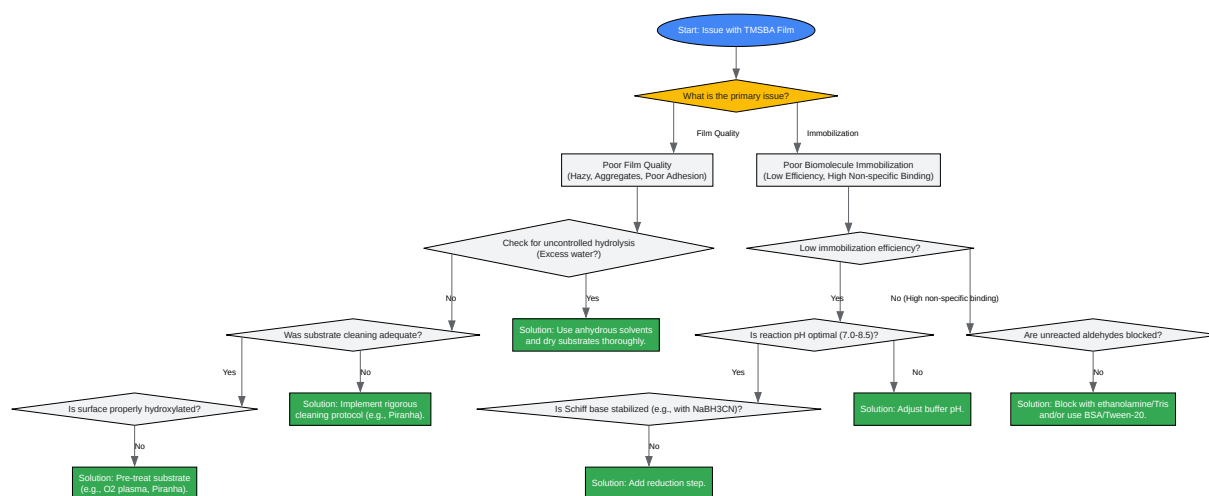 Start: Issue with TMSBA Film
What is the primary issue?
Film Quality
Immobilization
Poor Film Quality
(Hazy, Aggregates, Poor Adhesion)
Poor Biomolecule Immobilization
(Low Efficiency, High Non-specific Binding)
Check for uncontrolled hydrolysis
(Excess water?)
Low immobilization efficiency?
No
Yes
Yes
No (High non-specific binding)
Was substrate cleaning adequate?
Solution: Use anhydrous solvents
and dry substrates thoroughly.
Is reaction pH optimal (7.0-8.5)?
Are unreacted aldehydes blocked?
Yes
No
Yes
No
No
Is surface properly hydroxylated?
Solution: Implement rigorous
cleaning protocol (e.g., Piranha).
Is Schiff base stabilized (e.g., with NaBH3CN)?
Solution: Adjust buffer pH.
Solution: Block with ethanolamine/Tris
and/or use BSA/Tween-20.
No
No
Solution: Pre-treat substrate
(e.g., O2 plasma, Piranha).
Solution: Add reduction step.